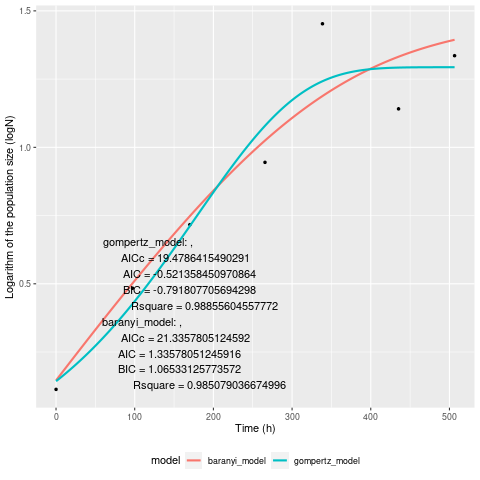 1.5
1.0
0.5
Logarithm of the population size (logN)
gompertz_model: ,
AICc = 19.4786415490291
AIC = -0.521358450970864
BIC = -0.791807705694298
Rsquare = 0.98855604557772
baranyi_model: ,
AICc = 21.3357805124592
AIC = 1.33578051245916
BIC = 1.06533125773572
Rsquare = 0.985079036674996
0 100 200 300 400 500
Time (h)
model baranyi_model gompertz_model